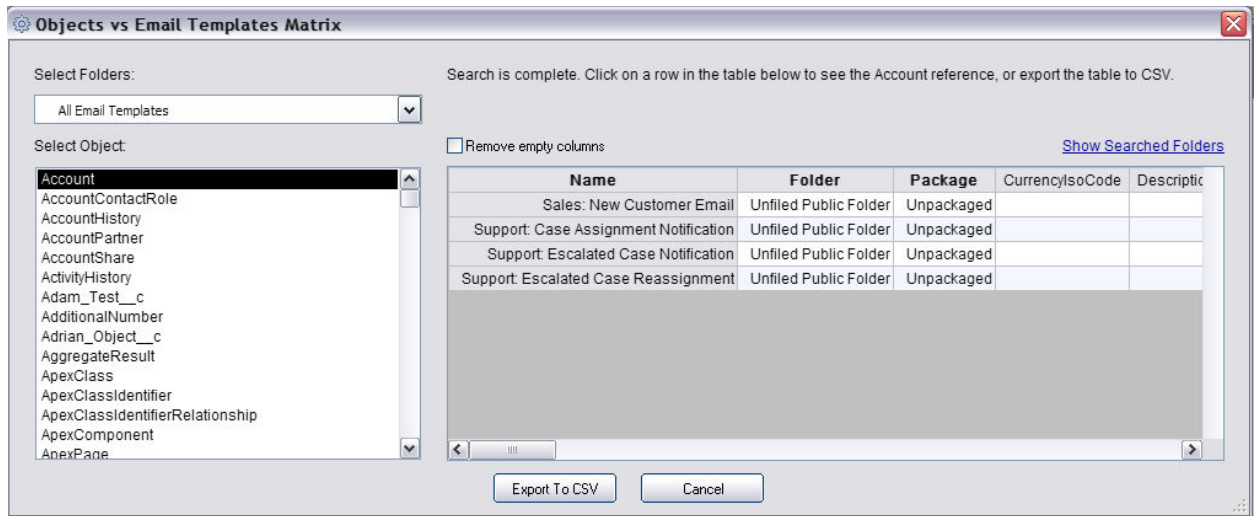 Objects vs Email Templates Matrix
Select Folders:
All Email Templates
Select Object:
Account
AccountContactRole
AccountHistory
AccountPartner
AccountShare
ActivityHistory
Adam_Test__c
AdditionalNumber
Adrian_Object__c
AggregateResult
ApexClass
ApexClassIdentifier
ApexClassIdentifierRelationship
ApexComponent
ApexPage
Search is complete. Click on a row in the table below to see the Account reference, or export the table to CSV.
Remove empty columns Show Searched Folders
Name Folder Package CurrencyIsoCode Descriptic
Sales: New Customer Email Unfiled Public Folder Unpackaged
Support: Case Assignment Notification Unfiled Public Folder Unpackaged
Support: Escalated Case Notification Unfiled Public Folder Unpackaged
Support: Escalated Case Reassignment Unfiled Public Folder Unpackaged
Export To CSV Cancel